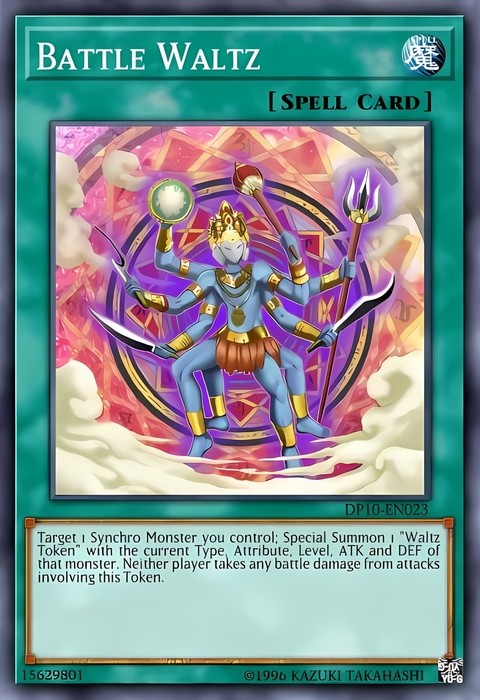 BATTLE WALTZ
[SPELL CARD]
DP10-EN023
Target 1 Synchro Monster you control; Special Summon 1 "Waltz
Token" with the current Type, Attribute, Level, ATK and DEF of
that monster. Neither player takes any battle damage from attacks
involving this Token.
15629801
©1996 KAZUKI TAKAHASHI